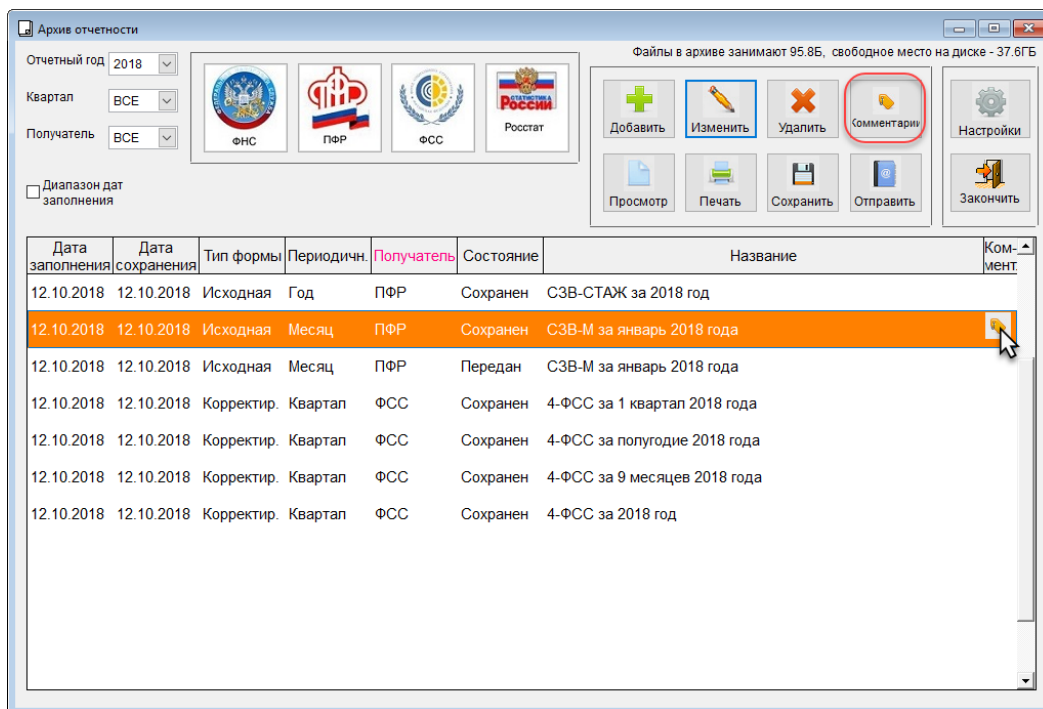 Архив отчетности
Файлы в архиве занимают 95.8Б, свободное место на диске - 37.6ГБ
Отчетный год 2018
Квартал ВСЕ
Получатель ВСЕ
Диапазон дат
заполнения
ФНС ПФР ФСС
СТАТИСТИКА
России
Росстат
Добавить Изменить Удалить Комментарии Настройки
Просмотр Печать Сохранить Отправить Закончить
Дата заполнения Дата сохранения Тип формы Периодичн. Получатель Состояние Название Ком-мент.
12.10.2018 12.10.2018 Исходная Год ПФР Сохранен СЗВ-СТАЖ за 2018 год
12.10.2018 12.10.2018 Исходная Месяц ПФР Сохранен СЗВ-М за январь 2018 года
12.10.2018 12.10.2018 Исходная Месяц ПФР Передан СЗВ-М за январь 2018 года
12.10.2018 12.10.2018 Корректир. Квартал ФСС Сохранен 4-ФСС за 1 квартал 2018 года
12.10.2018 12.10.2018 Корректир. Квартал ФСС Сохранен 4-ФСС за полугодие 2018 года
12.10.2018 12.10.2018 Корректир. Квартал ФСС Сохранен 4-ФСС за 9 месяцев 2018 года
12.10.2018 12.10.2018 Корректир. Квартал ФСС Сохранен 4-ФСС за 2018 год